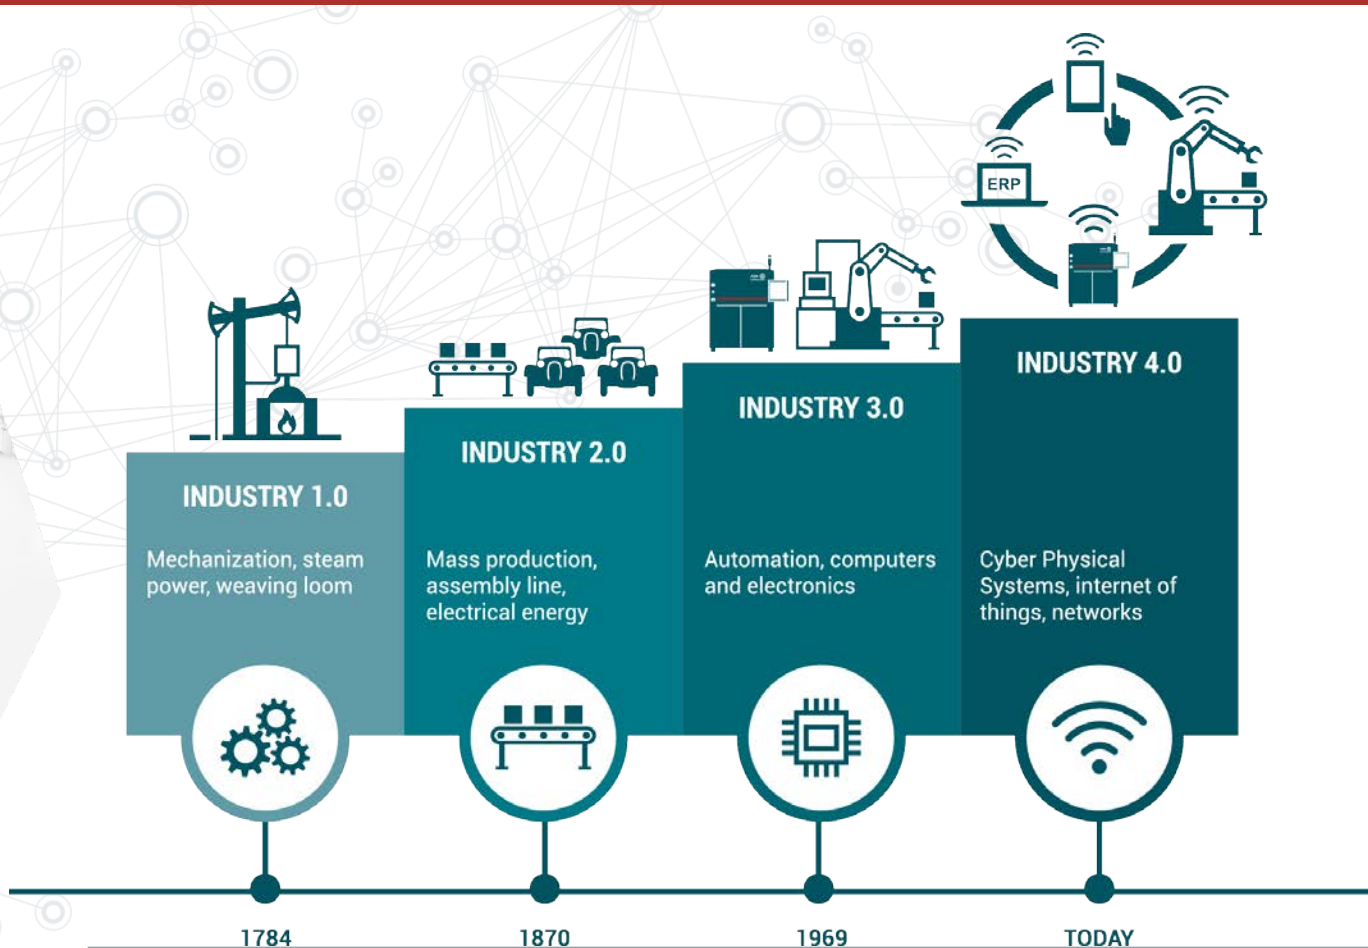 ERP
INDUSTRY 1.0
Mechanization, steam
power, weaving loom
INDUSTRY 2.0
Mass production,
assembly line,
electrical energy
INDUSTRY 3.0
Automation, computers
and electronics
INDUSTRY 4.0
Cyber Physical
Systems, internet of
things, networks
1784
1870
1969
TODAY